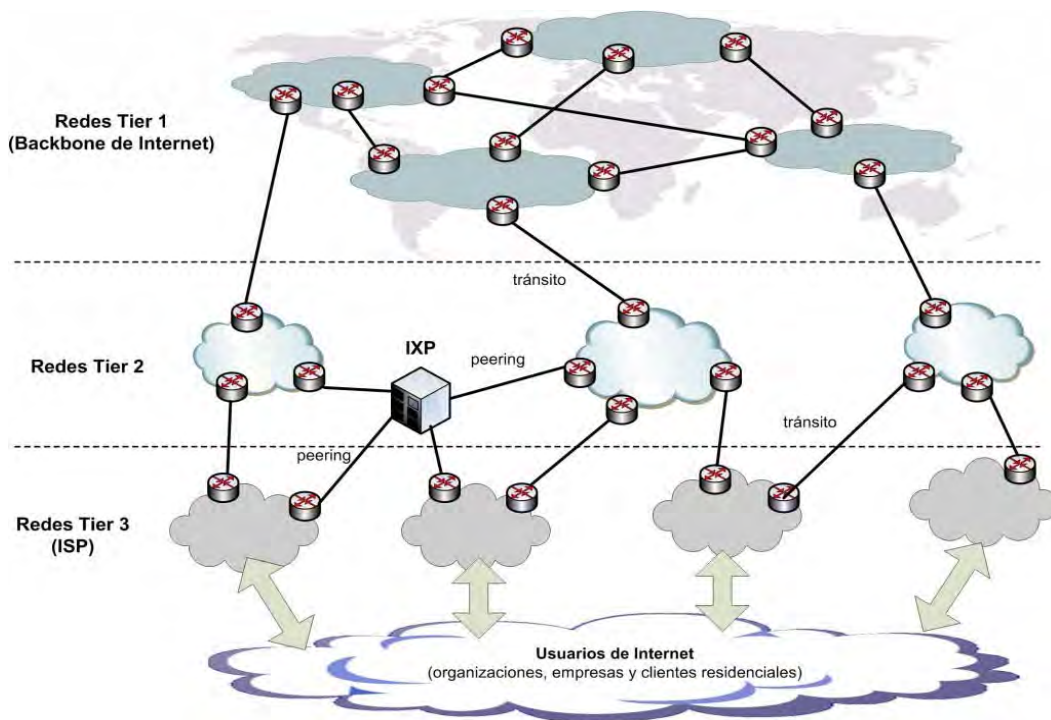 Redes Tier 1
(Backbone de Internet)
tránsito
Redes Tier 2
IXP
peering
peering
tránsito
Redes Tier 3
(ISP)
Usuarios de Internet
(organizaciones, empresas y clientes residenciales)